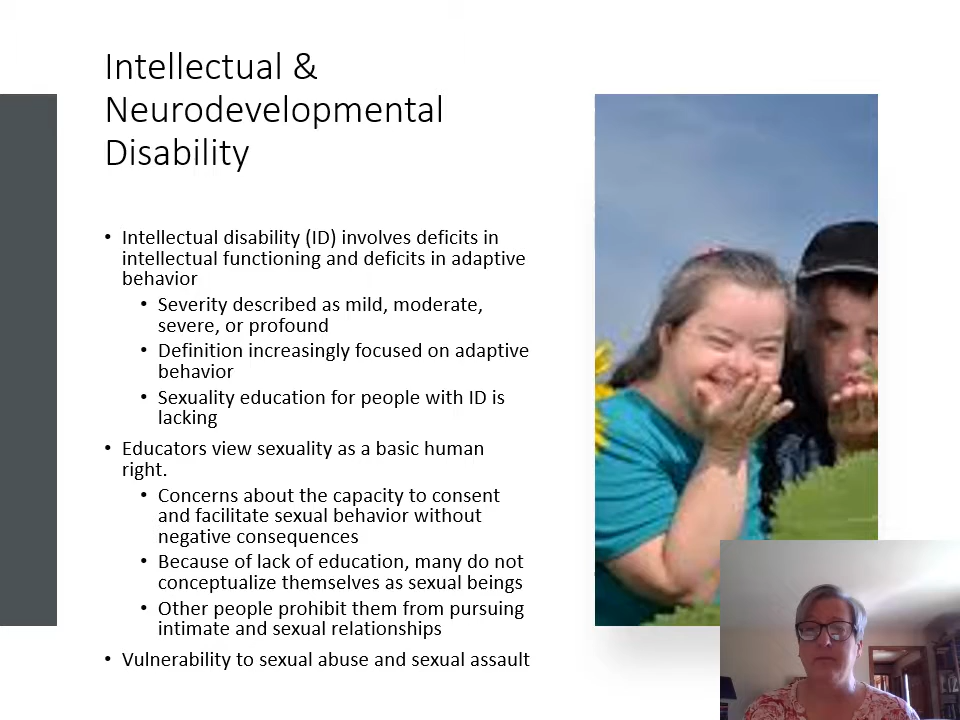 Intellectual &
Neurodevelopmental
Disability
• Intellectual disability (ID) involves deficits in
intellectual functioning and deficits in adaptive
behavior
• Severity described as mild, moderate,
severe, or profound
• Definition increasingly focused on adaptive
behavior
• Sexuality education for people with ID is
lacking
• Educators view sexuality as a basic human
right.
• Concerns about the capacity to consent
and facilitate sexual behavior without
negative consequences
• Because of lack of education, many do not
conceptualize themselves as sexual beings
• Other people prohibit them from pursuing
intimate and sexual relationships
• Vulnerability to sexual abuse and sexual assault